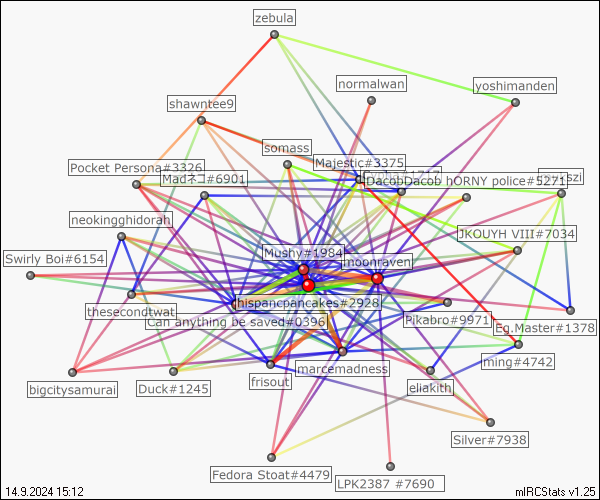 zebula
normalwan
yoshimanden
shawntee9
somass
Majestic#3375
Pocket Persona#3326
DacobDacob hORNY police#5271
Madネコ#6901
neokingghidorah
JKOUYH VIII#7034
Mushy#1984
moonraven
Swirly Boi#6154
hispancpancakes#2928
thesecondtwat
Can anything be saved#0396
Pikabro#9971
Eg.Master#1378
ming#4742
marcemadness
frisout
bigcitysamurai
Duck#1245
eliakith
Silver#7938
Fedora Stoat#4479
LPK2387 #7690
14.9.2024 15:12
mIRCStats v1.25